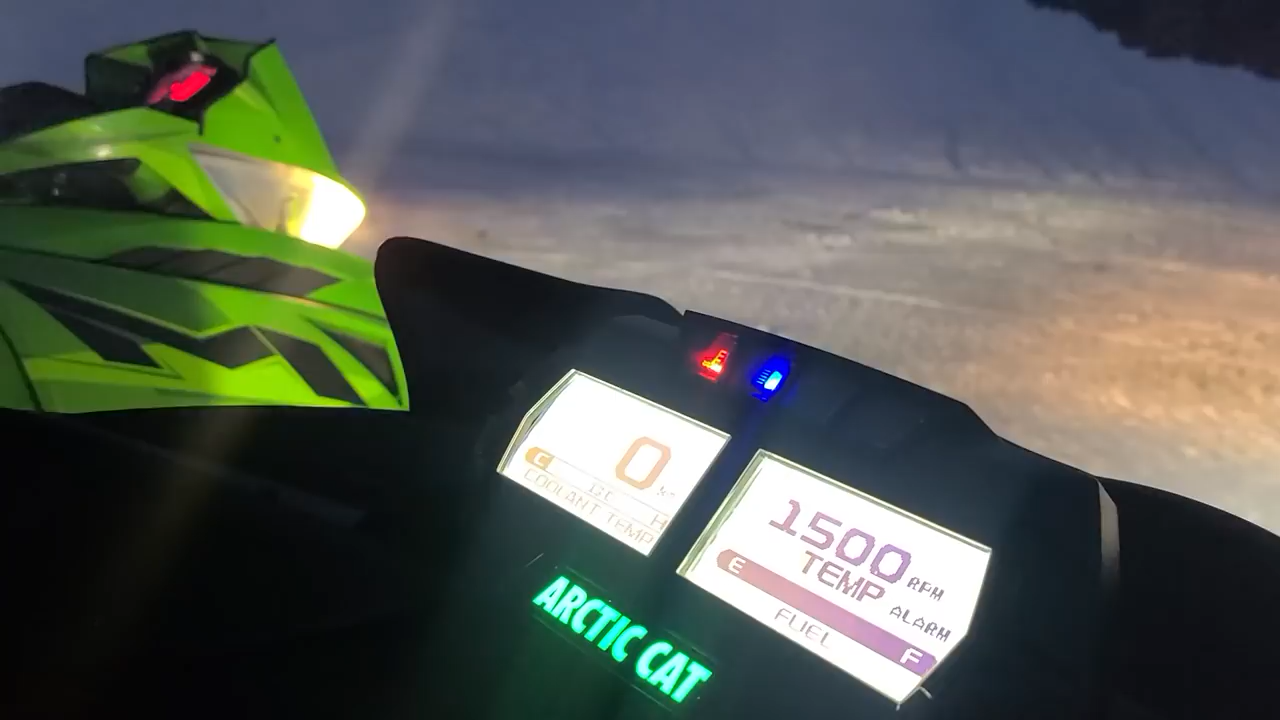 0
C
H
COOLANT TEMP
1500 RPM
TEMP
ALARM
E
F
FUEL
ARCTIC CAT